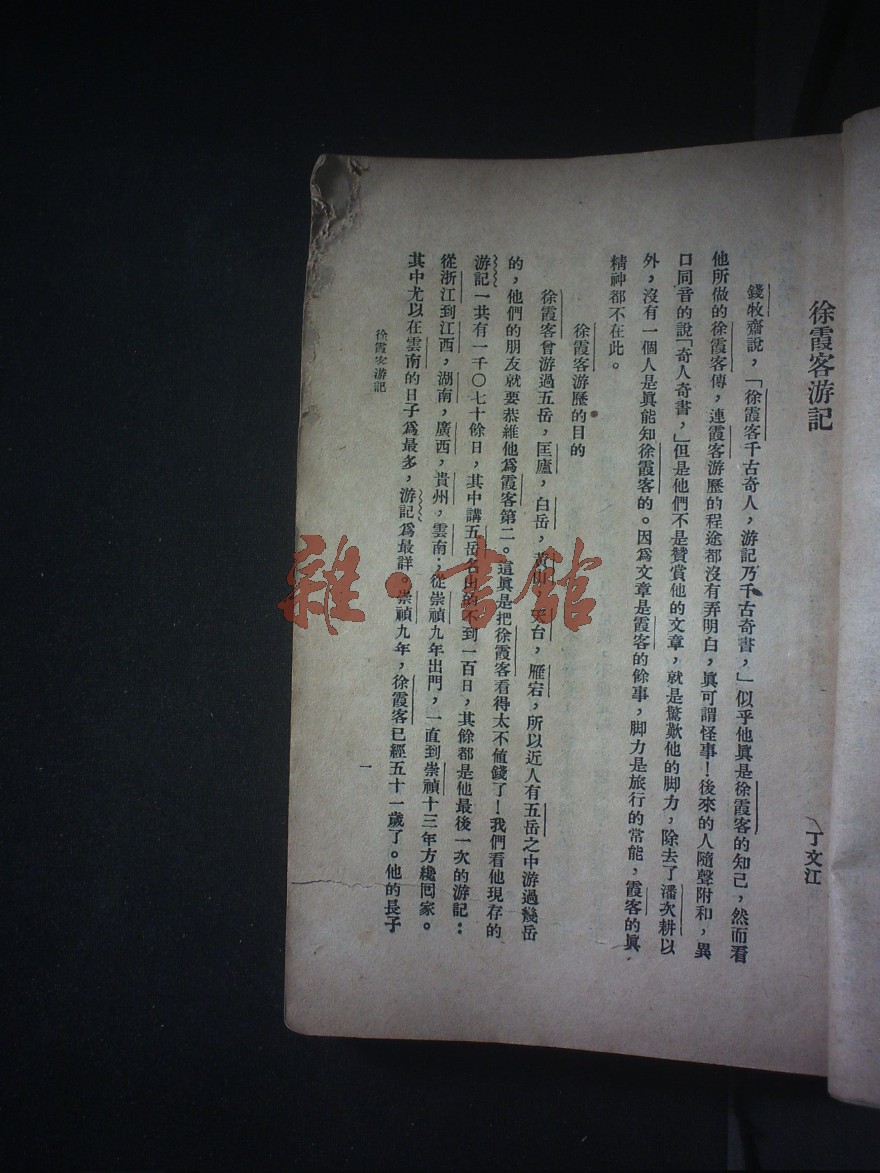 徐霞客游記
丁文江
錢牧齋說，「徐霞客千古奇人，游記乃千古奇書，」似乎他眞是徐霞客的知己，然而看
他所做的徐霞客傳，連霞客游歷的程途都沒有弄明白，眞可謂怪事！後來的人隨聲附和，異
口同音的說「奇人奇書，」但是他們不是贊賞他的文章，就是驚歎他的脚力，除去了潘次耕以
外，沒有一個人是眞能知徐霞客的。因爲文章是霞客的餘事，脚力是旅行的常能，霞客的眞
精神都不在此。
徐霞客游歷的目的
徐霞客曾游過五岳，匡廬，白岳，黃山，天台，雁宕，所以近人有五岳之中游過幾岳
的，他們的朋友就要恭維他爲霞客第二。這眞是把徐霞客看得太不值錢了！我們看他現存的
游記一共有一千〇七十餘日，其中講五岳名山的不到一百日，其餘都是他最後一次的游記：
從浙江到江西，湖南，廣西，貴州，雲南；從崇禎九年出門，一直到崇禎十三年方纔囘家。
其中尤以在雲南的日子爲最多，游記爲最詳。崇禎九年，徐霞客已經五十一歲了。他的長子
徐霞客游記
一
雜·書館